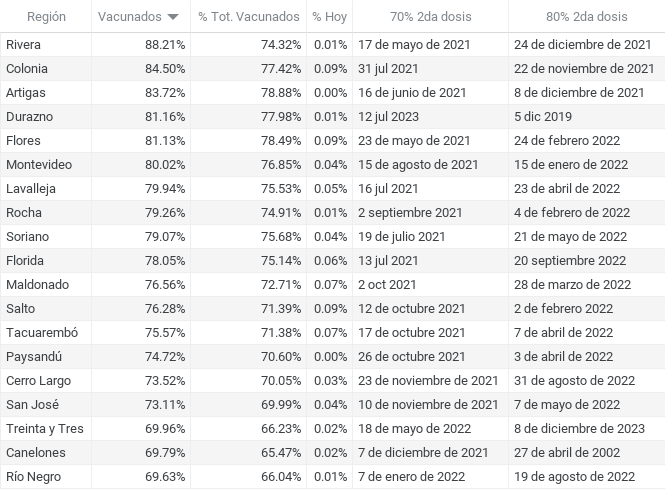 Región Vacunados % Tot. Vacunados % Hoy 70% 2da dosis 80% 2da dosis
Rivera 88.21% 74.32% 0.01% 17 de mayo de 2021 24 de diciembre de 2021
Colonia 84.50% 77.42% 0.09% 31 jul 2021 22 de noviembre de 2021
Artigas 83.72% 78.88% 0.00% 16 de junio de 2021 8 de diciembre de 2021
Durazno 81.16% 77.98% 0.01% 12 jul 2023 5 dic 2019
Flores 81.13% 78.49% 0.09% 23 de mayo de 2021 24 de febrero 2022
Montevideo 80.02% 76.85% 0.04% 15 de agosto de 2021 15 de enero de 2022
Lavalleja 79.94% 75.53% 0.05% 16 jul 2021 23 de abril de 2022
Rocha 79.26% 74.91% 0.01% 2 septiembre 2021 4 de febrero de 2022
Soriano 79.07% 75.68% 0.04% 19 de julio 2021 21 de mayo de 2022
Florida 78.05% 75.14% 0.06% 13 jul 2021 20 septiembre 2022
Maldonado 76.56% 72.71% 0.07% 2 oct 2021 28 de marzo de 2022
Salto 76.28% 71.39% 0.09% 12 de octubre 2021 2 de febrero 2022
Tacuarembó 75.57% 71.38% 0.07% 17 de octubre 2021 7 de abril de 2022
Paysandú 74.72% 70.60% 0.00% 26 de octubre 2021 3 de abril de 2022
Cerro Largo 73.52% 70.05% 0.03% 23 de noviembre de 2021 31 de agosto de 2022
San José 73.11% 69.99% 0.04% 10 de noviembre de 2021 7 de mayo de 2022
Treinta y Tres 69.96% 66.23% 0.02% 18 de mayo de 2022 8 de diciembre de 2023
Canelones 69.79% 65.47% 0.02% 7 de diciembre de 2021 27 de abril de 2002
Río Negro 69.63% 66.04% 0.01% 7 de enero de 2022 19 de agosto de 2022